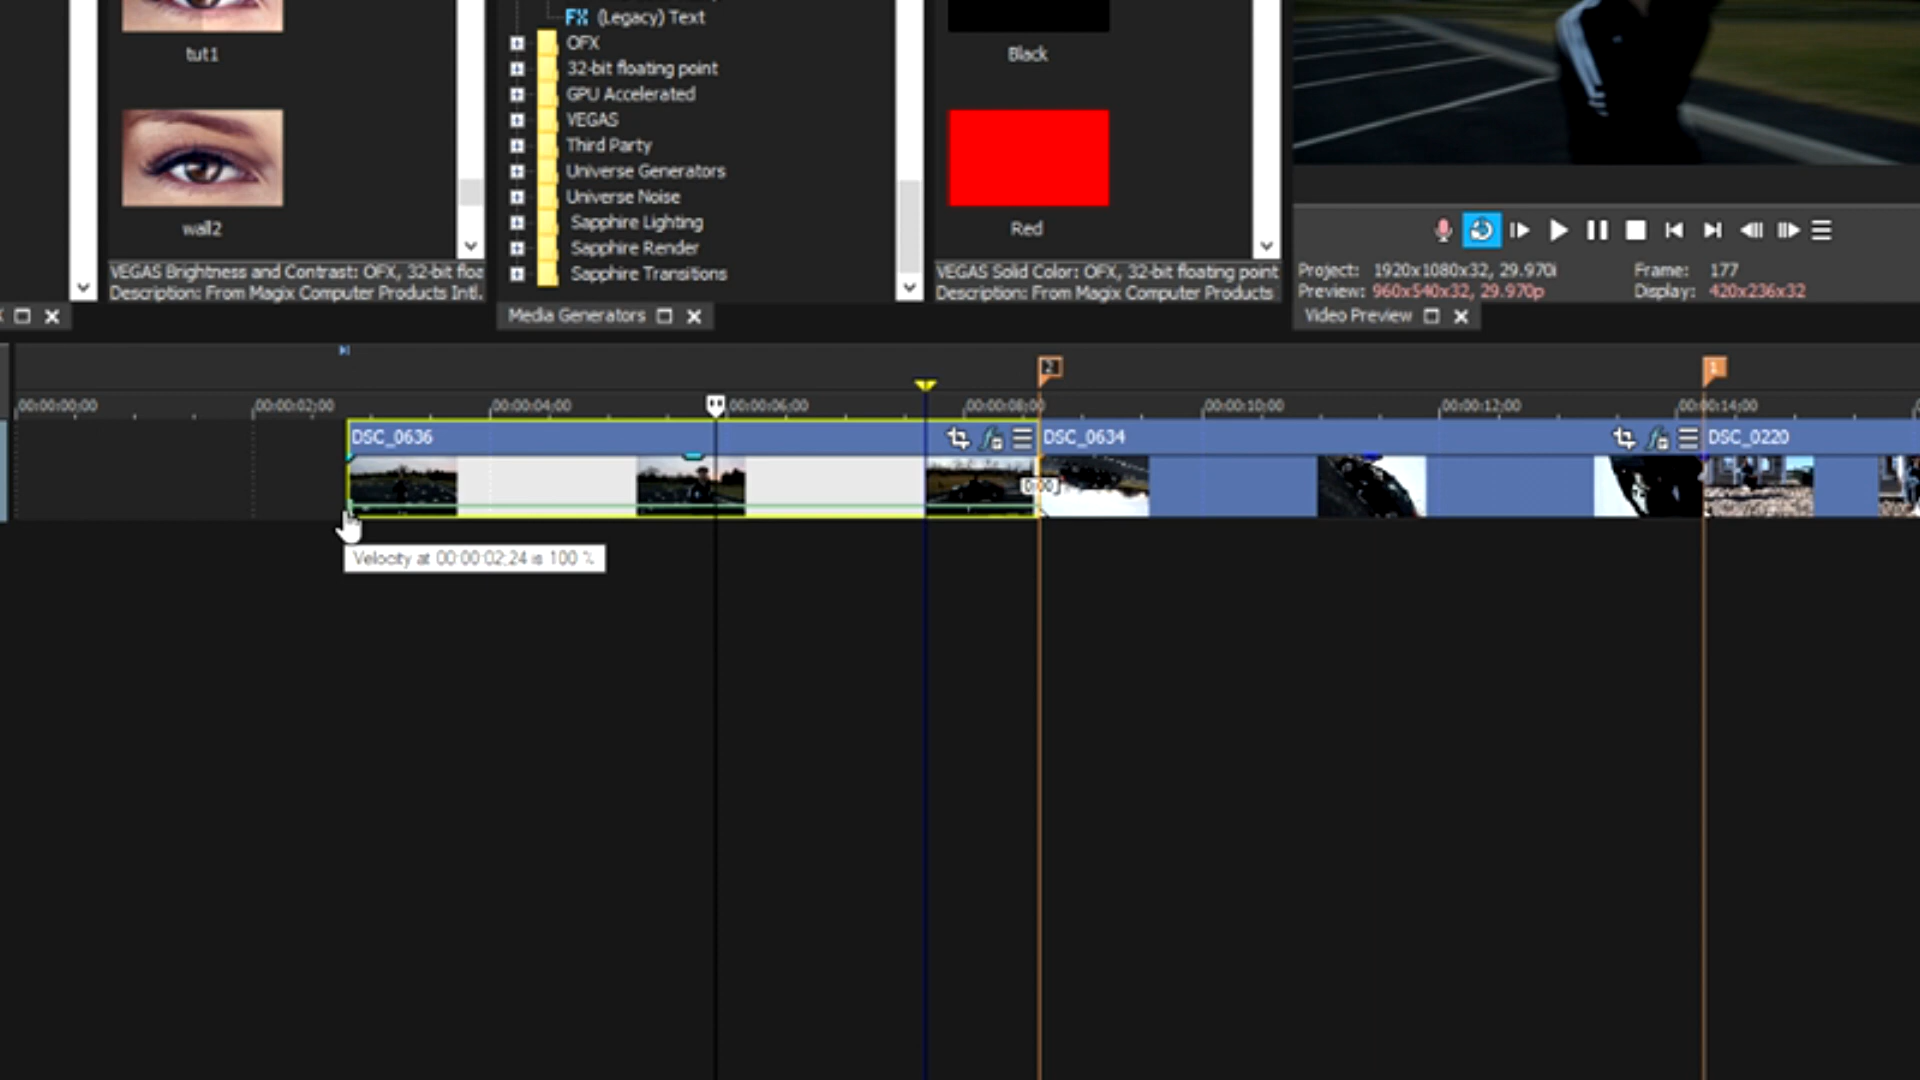 tut1
wall2
VEGAS Brightness and Contrast: OFX, 32-bit floa
Description: From Magix Computer Products Intl.
FX (Legacy) Text
OFX
32-bit floating point
GPU Accelerated
VEGAS
Third Party
Universe Generators
Universe Noise
Sapphire Lighting
Sapphire Render
Sapphire Transitions
Media Generators
Black
Red
VEGAS Solid Color: OFX, 32-bit floating point
Description: From Magix Computer Products
Project: 1920x1080x32, 29.970i
Preview: 960x540x32, 29.970p
Frame: 177
Display: 420x236x32
Video Preview
2
1
00:00:00;00
00:00:02;00
00:00:04;00
00:00:06;00
00:00:08;00
00:00:10;00
00:00:12;00
00:00:14;00
DSC_0636
DSC_0634
DSC_0220
Velocity at 00:00:02;24 is 100 %